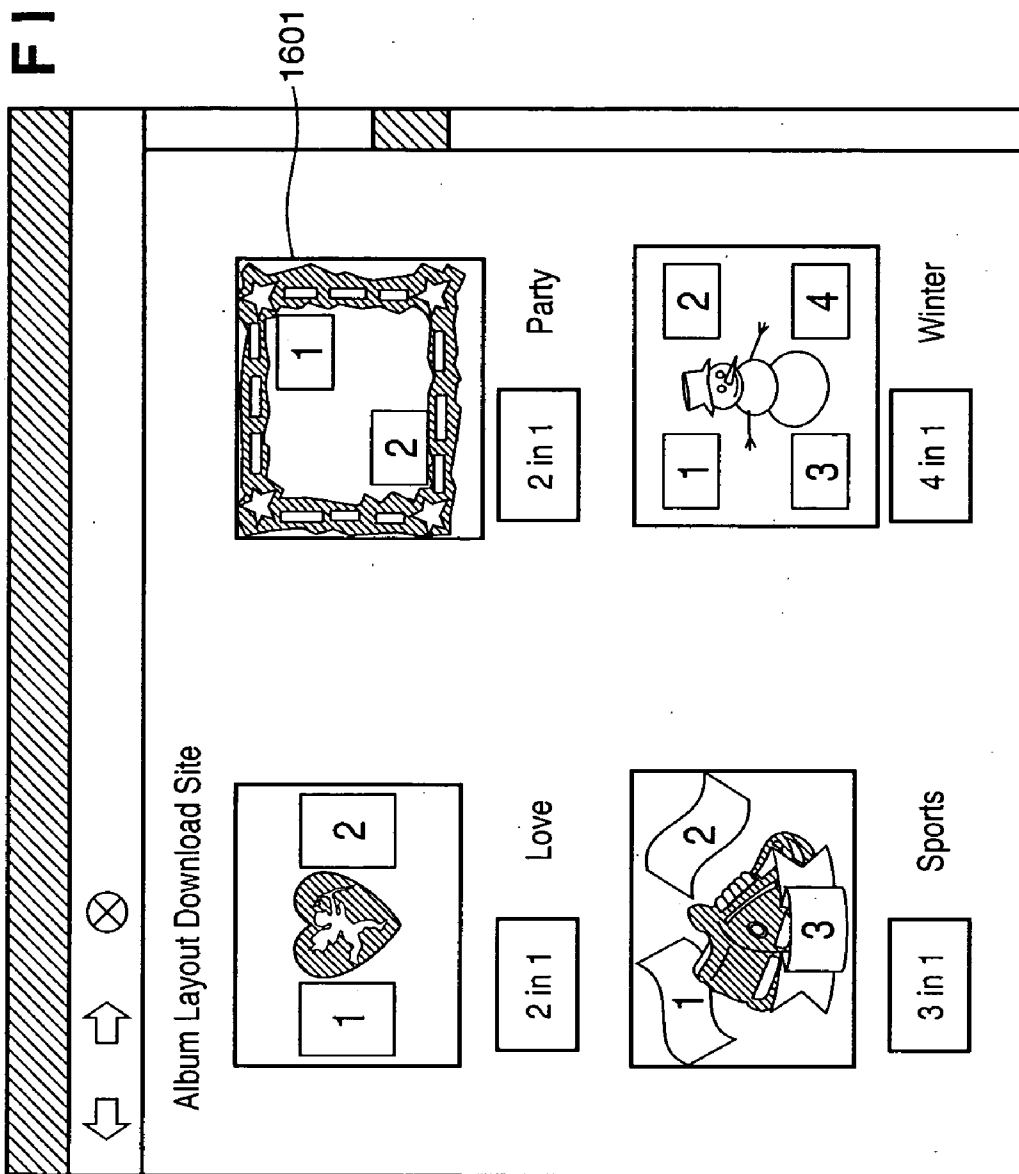 F I
1601
Album Layout Download Site
1
2
2 in 1
Love
1
2
2 in 1
Party
1
2
3
3 in 1
Sports
1
2
3
4
4 in 1
Winter